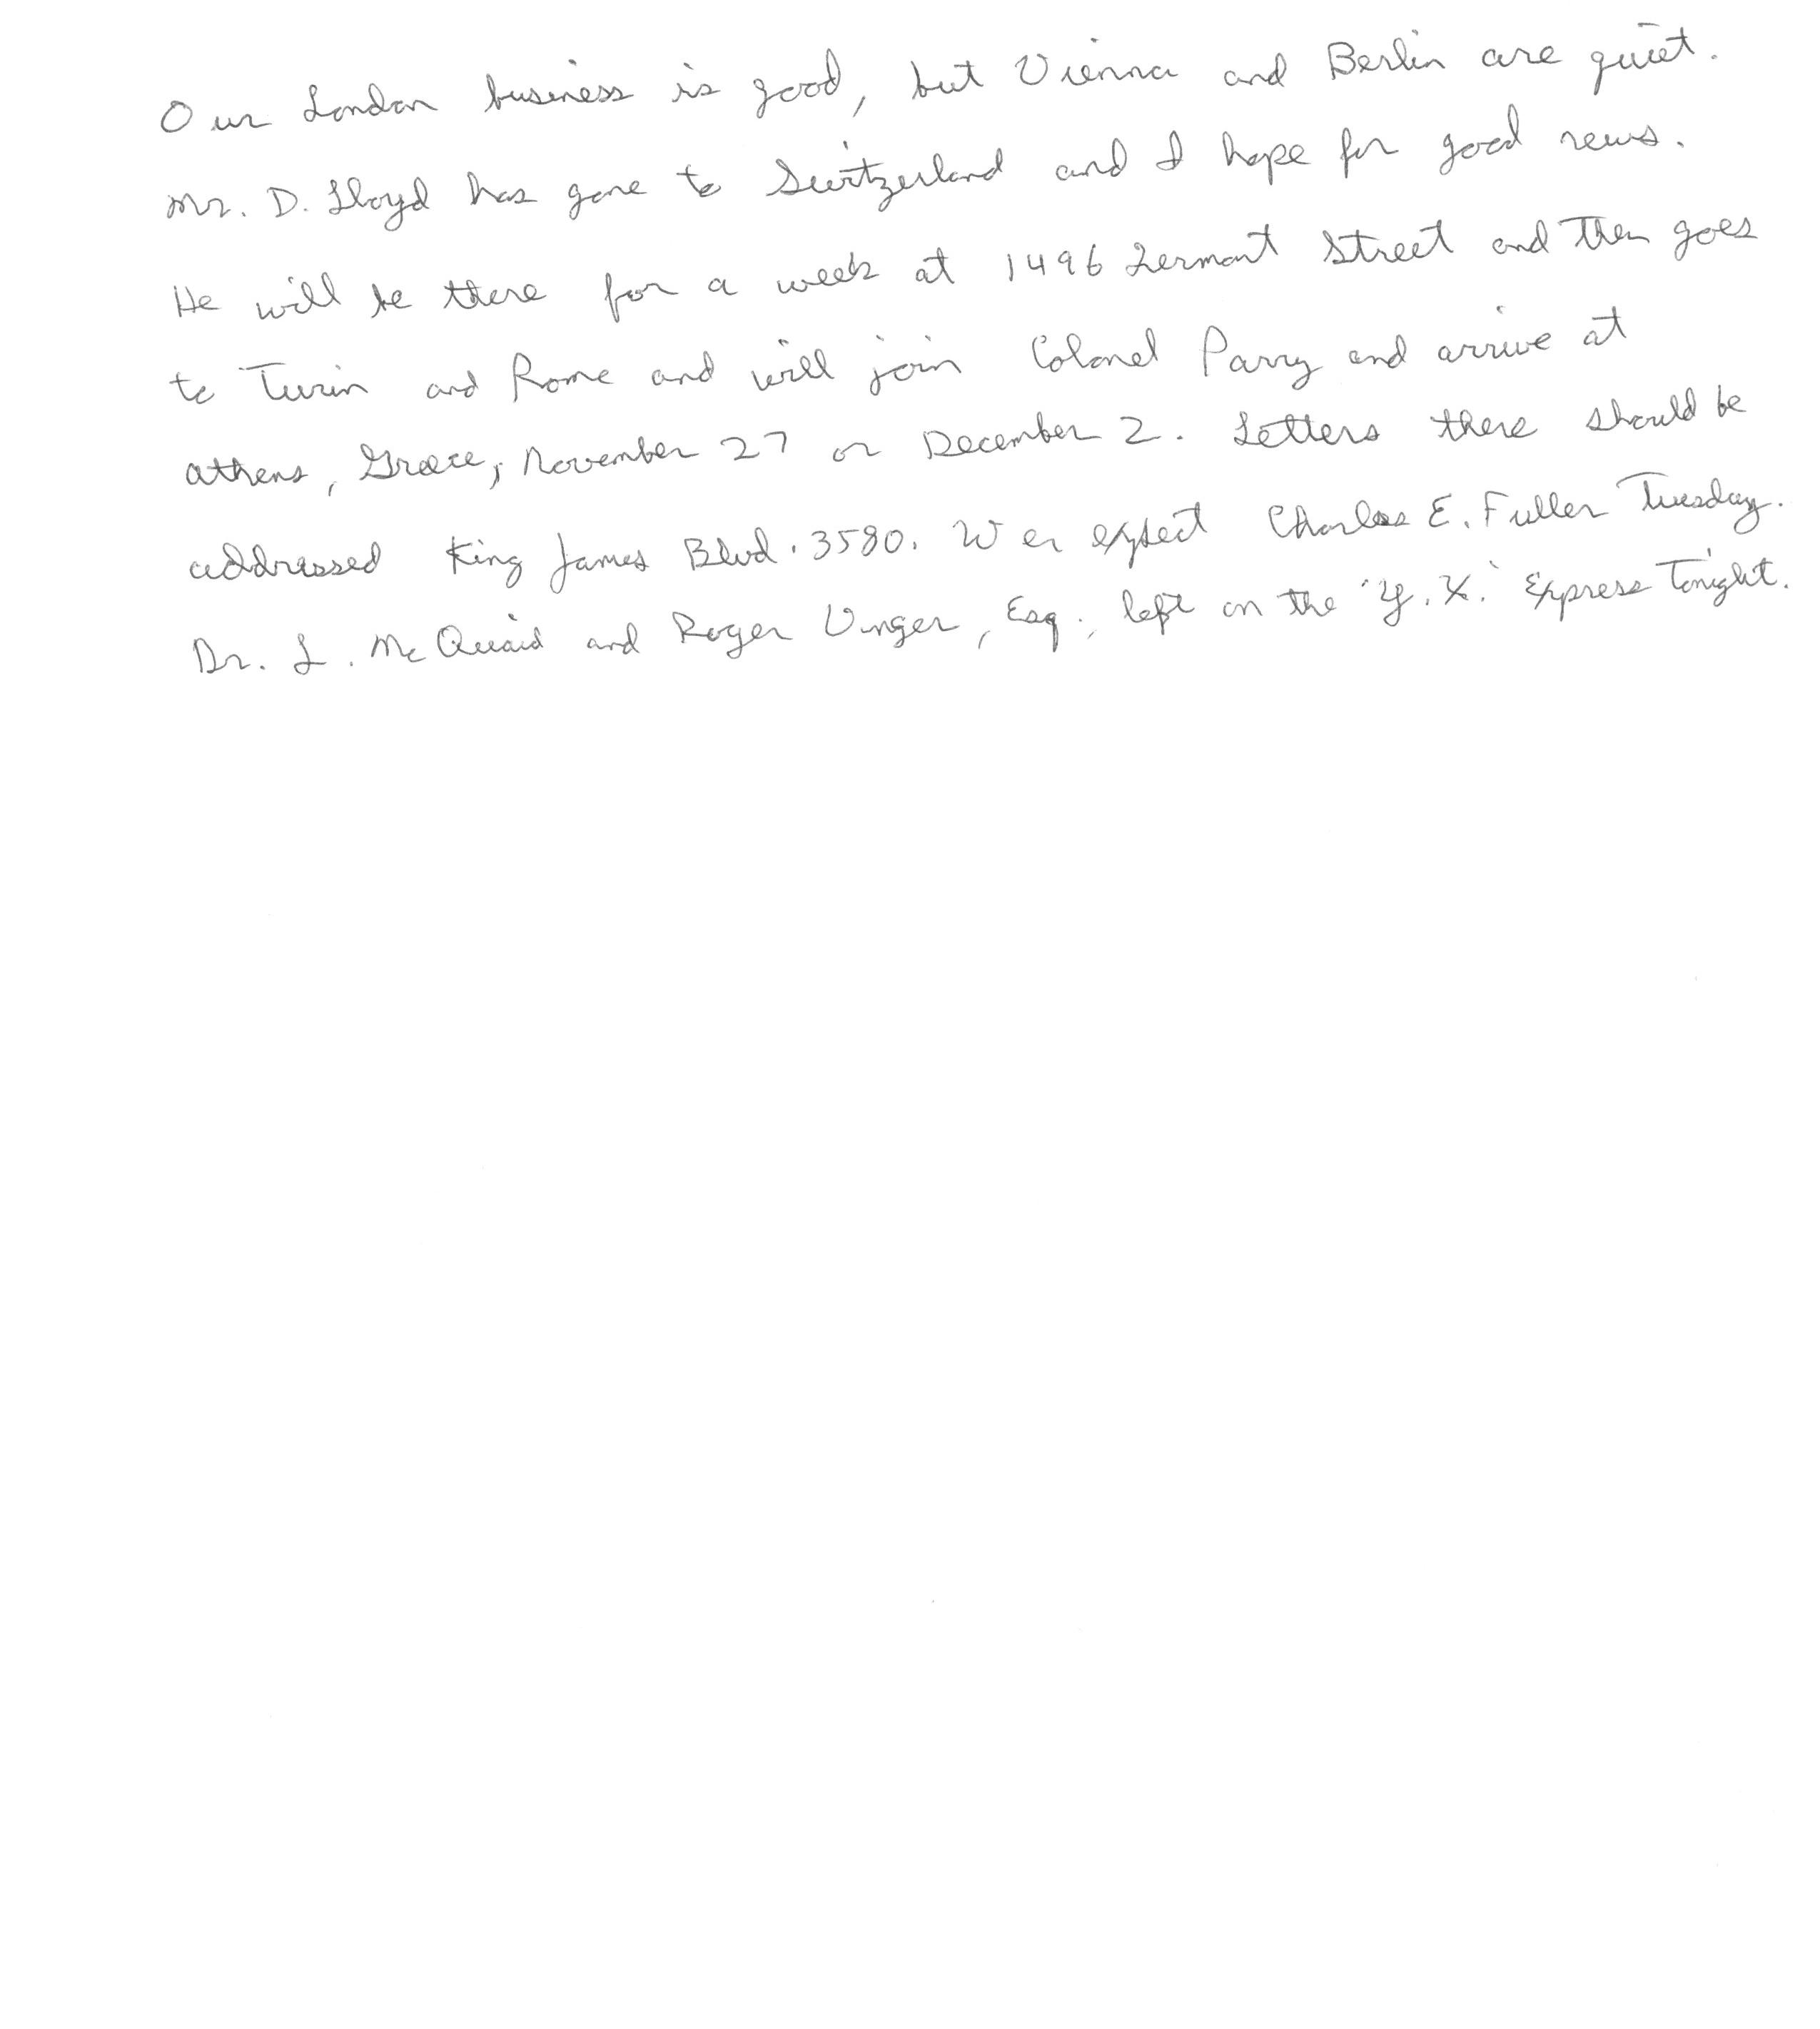 Our London business is good, but Vienna and Berlin are quiet.
Mr. D. Lloyd has gone to Switzerland and I hope for good news.
He will be there for a week at 1496 Zermont Street and then goes
to Turin and Rome and will join Colonel Parry and arrive at
Athens, Greece, November 27 or December 2. Letters there should be
addressed King James Blvd. 3580. We expect Charles E. Fuller Tuesday.
Dr. L. McQuaid and Roger Unger, Esq., left on the 'Y.X.' Express Tonight.